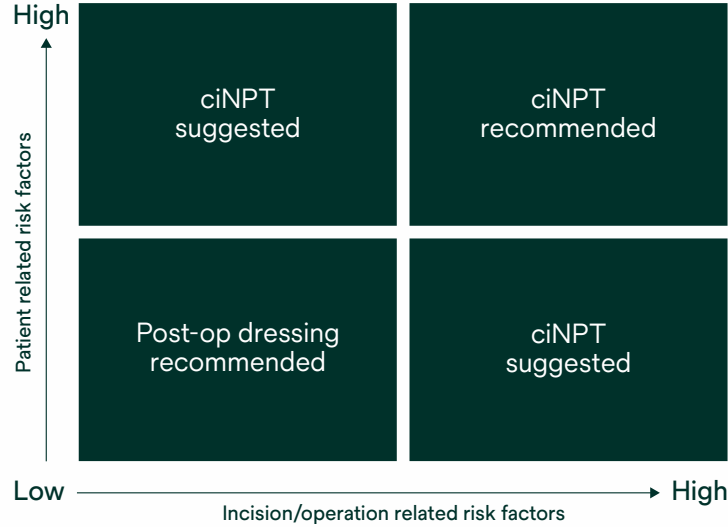 High
Patient related risk factors
ciNPT
suggested
ciNPT
recommended
Post-op dressing
recommended
ciNPT
suggested
Low
High
Incision/operation related risk factors